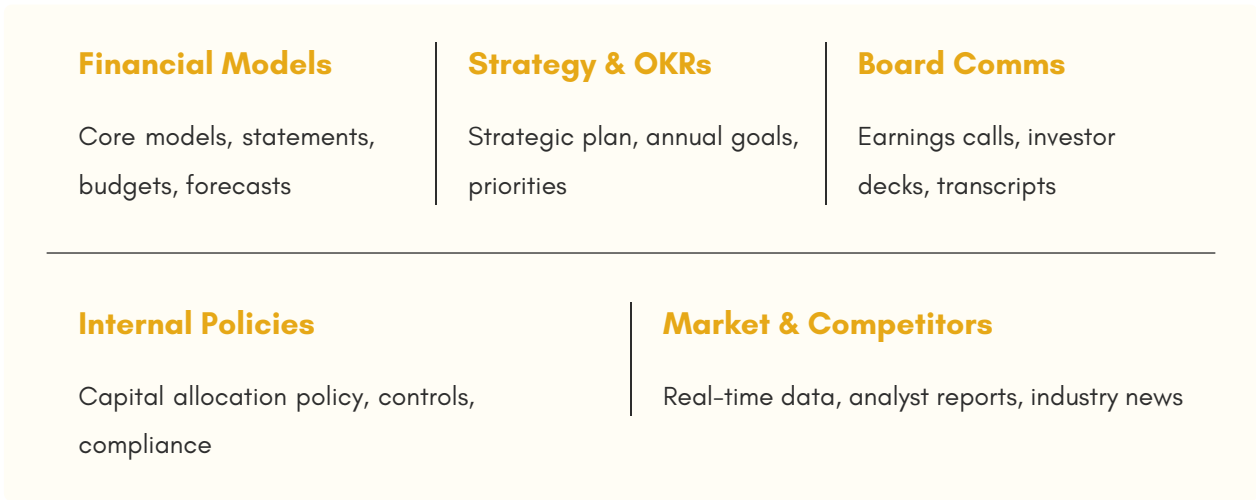 Financial Models
Core models, statements,
budgets, forecasts
Strategy & OKRs
Strategic plan, annual goals,
priorities
Board Comms
Earnings calls, investor
decks, transcripts
Internal Policies
Capital allocation policy, controls,
compliance
Market & Competitors
Real-time data, analyst reports, industry news